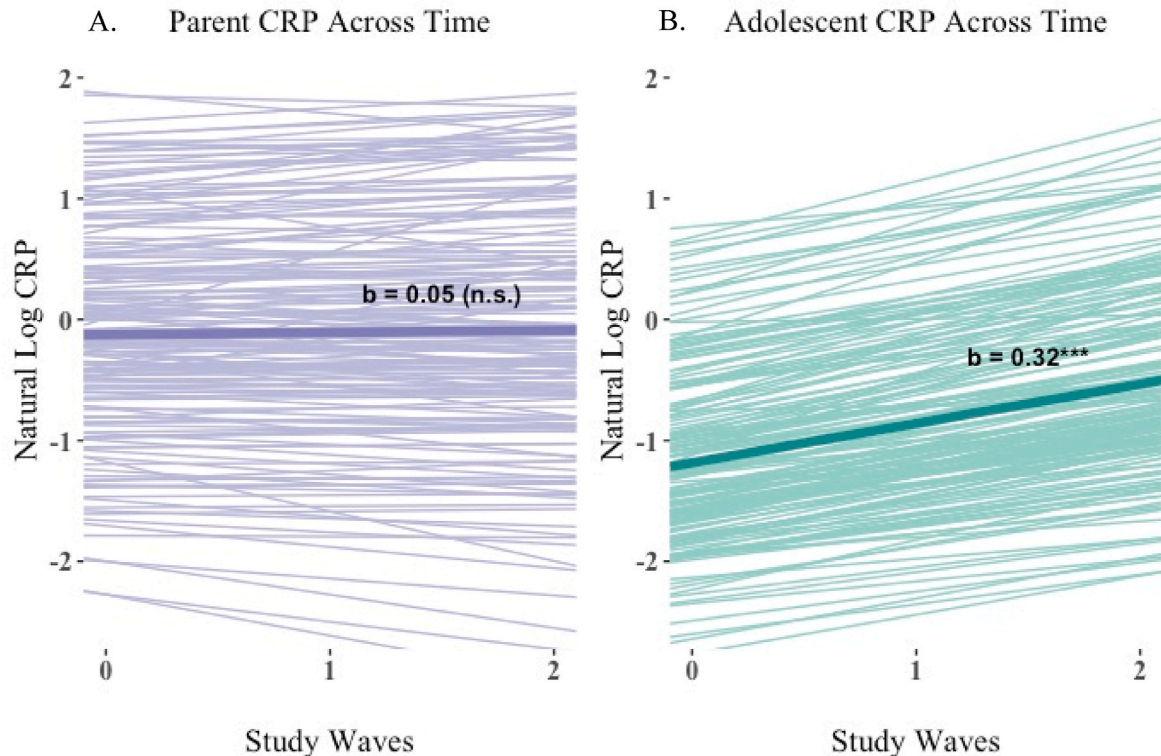 A. Parent CRP Across Time
2
1
0
-1
-2
Natural Log CRP
b = 0.05 (n.s.)
0 1 2
Study Waves
B. Adolescent CRP Across Time
2
1
0
-1
-2
Natural Log CRP
b = 0.32***
0 1 2
Study Waves